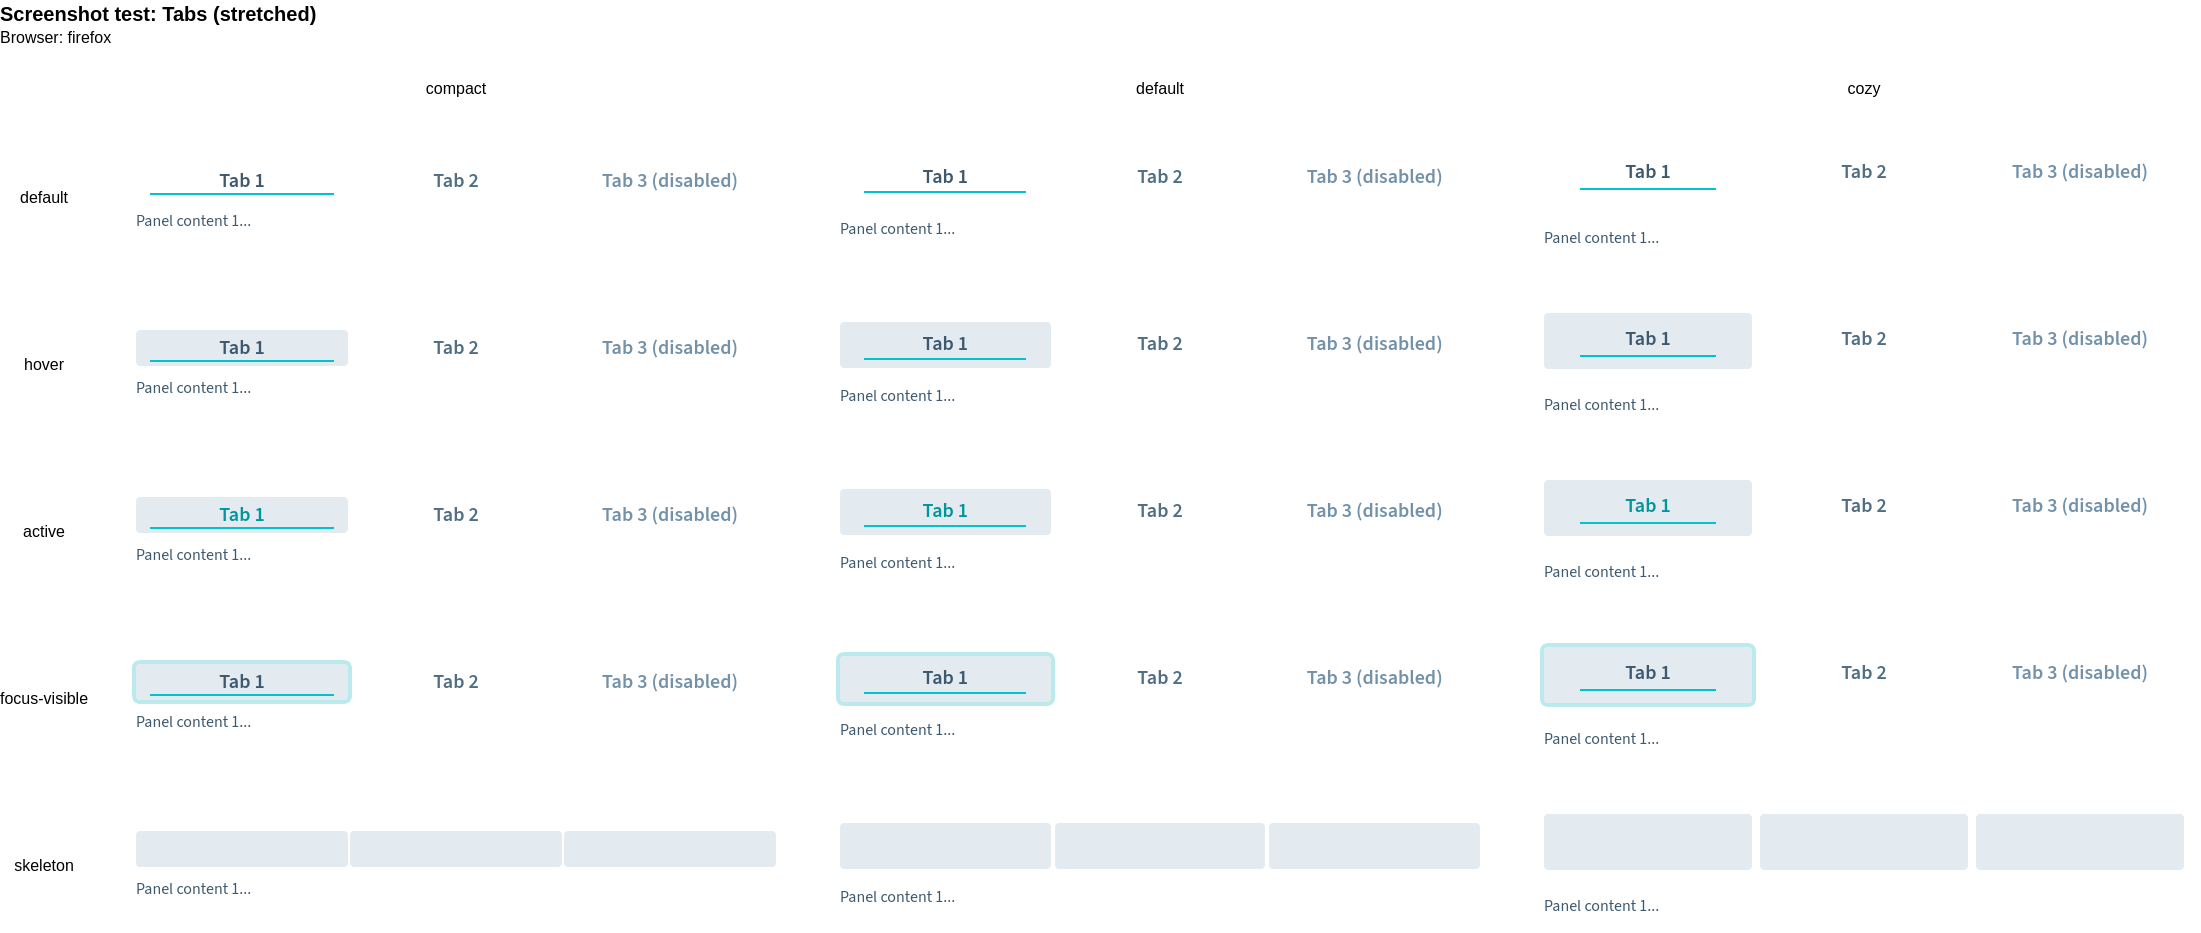 Screenshot test: Tabs (stretched)
Browser: firefox
compact default cozy
default Tab 1 Tab 2 Tab 3 (disabled) Tab 1 Tab 2 Tab 3 (disabled) Tab 1 Tab 2 Tab 3 (disabled)
Panel content 1... Panel content 1... Panel content 1...
hover Tab 1 Tab 2 Tab 3 (disabled) Tab 1 Tab 2 Tab 3 (disabled) Tab 1 Tab 2 Tab 3 (disabled)
Panel content 1... Panel content 1... Panel content 1...
active Tab 1 Tab 2 Tab 3 (disabled) Tab 1 Tab 2 Tab 3 (disabled) Tab 1 Tab 2 Tab 3 (disabled)
Panel content 1... Panel content 1... Panel content 1...
focus-visible Tab 1 Tab 2 Tab 3 (disabled) Tab 1 Tab 2 Tab 3 (disabled) Tab 1 Tab 2 Tab 3 (disabled)
Panel content 1... Panel content 1... Panel content 1...
skeleton
Panel content 1... Panel content 1... Panel content 1...